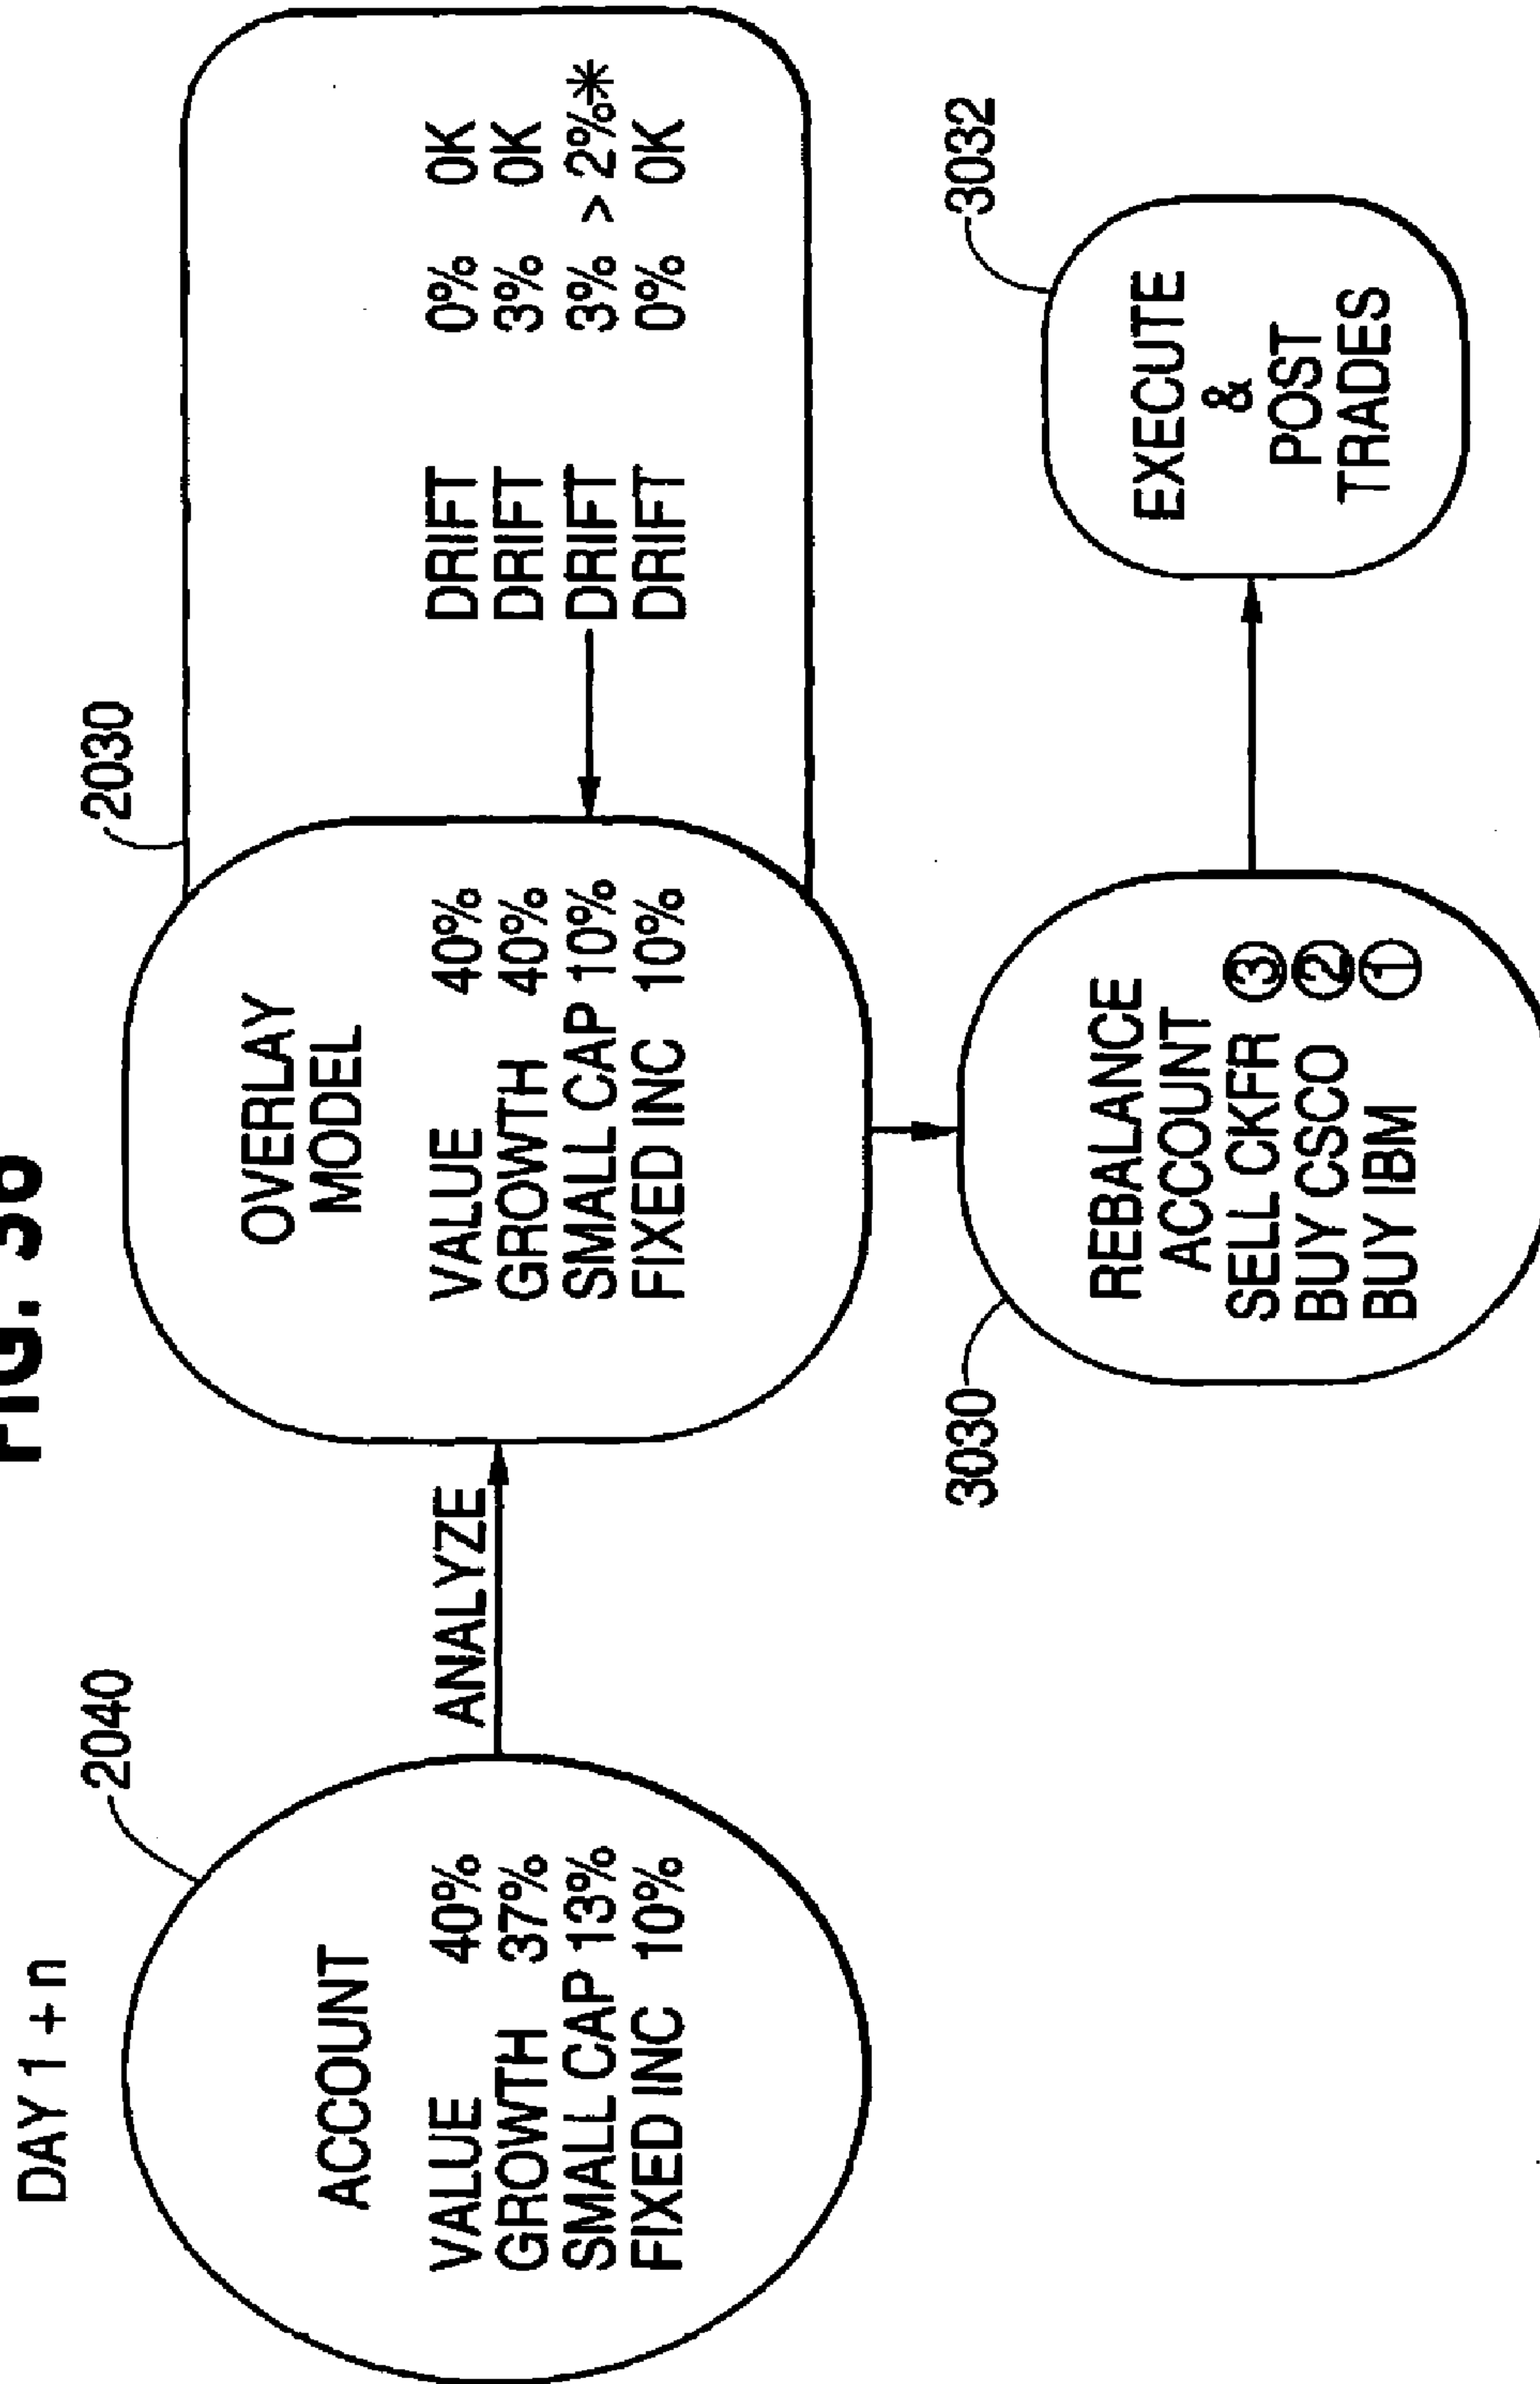 FIG. 36
DAY 1 + n
2040
ACCOUNT
VALUE 40%
GROWTH 37%
SMALL CAP 13%
FIXED INC 10%
ANALYZE
2030
OVERLAY
MODEL
VALUE 40%
GROWTH 40%
SMALL CAP 10%
FIXED INC 10%
DRIFT 0% OK
DRIFT 3% OK
DRIFT 3% > 2%*
DRIFT 0% OK
3030
REBALANCE
ACCOUNT
SELL CKFR ③
BUY CSCO ②
BUY IBM ①
3032
EXECUTE
&
POST
TRADES